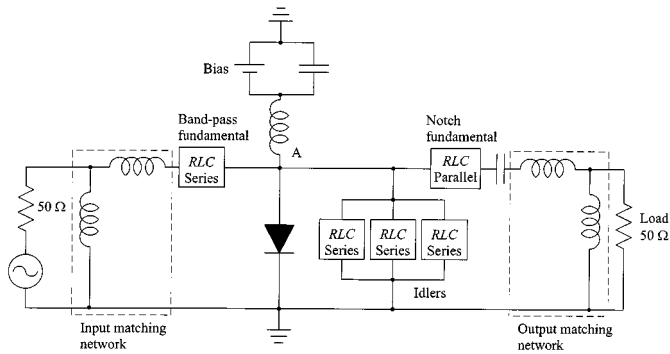 Bias
Band-pass
fundamental
A
Notch
fundamental
RLC
Series
RLC
Parallel
50 Ω
RLC
Series
RLC
Series
RLC
Series
Load
50 Ω
Idlers
Input matching
network
Output matching
network